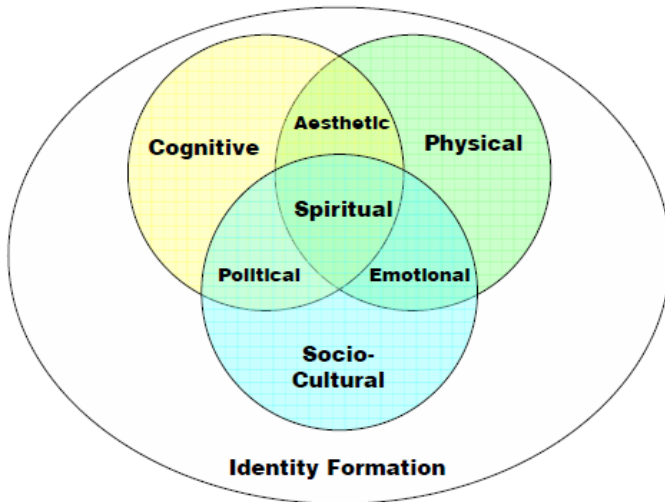 Aesthetic
Cognitive
Physical
Spiritual
Political
Emotional
Socio-
Cultural
Identity Formation